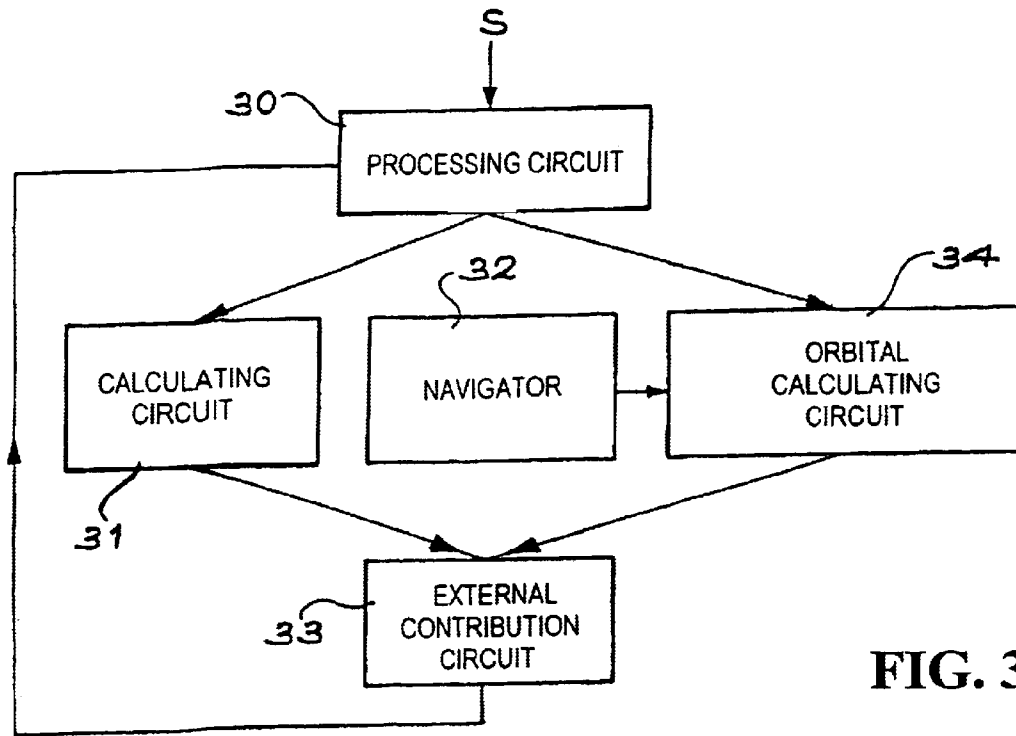 S
30
PROCESSING CIRCUIT
32
34
CALCULATING
CIRCUIT
NAVIGATOR
ORBITAL
CALCULATING
CIRCUIT
31
33
EXTERNAL
CONTRIBUTION
CIRCUIT
FIG. 3